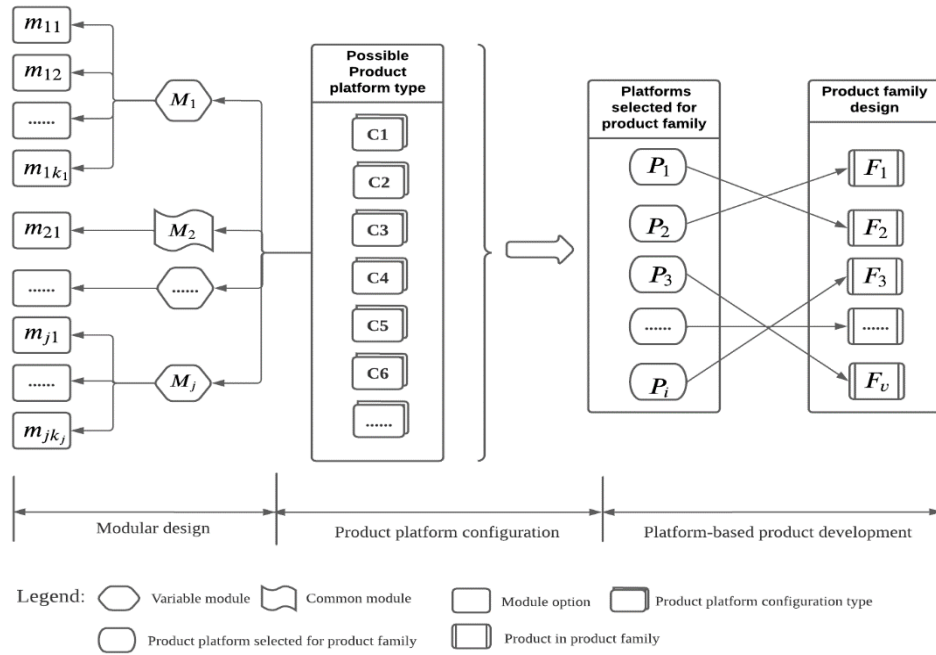 m₁₁
m₁₂
......
m₁ₖ₁
m₂₁
......
mⱼ₁
......
mⱼₖⱼ
M₁
M₂
......
Mⱼ
Possible
Product
platform type
C1
C2
C3
C4
C5
C6
......
Platforms
selected for
product family
P₁
P₂
P₃
......
Pᵢ
Product family
design
F₁
F₂
F₃
......
Fᵥ
Modular design
Product platform configuration
Platform-based product development
Legend:
Variable module
Common module
Module option
Product platform configuration type
Product platform selected for product family
Product in product family